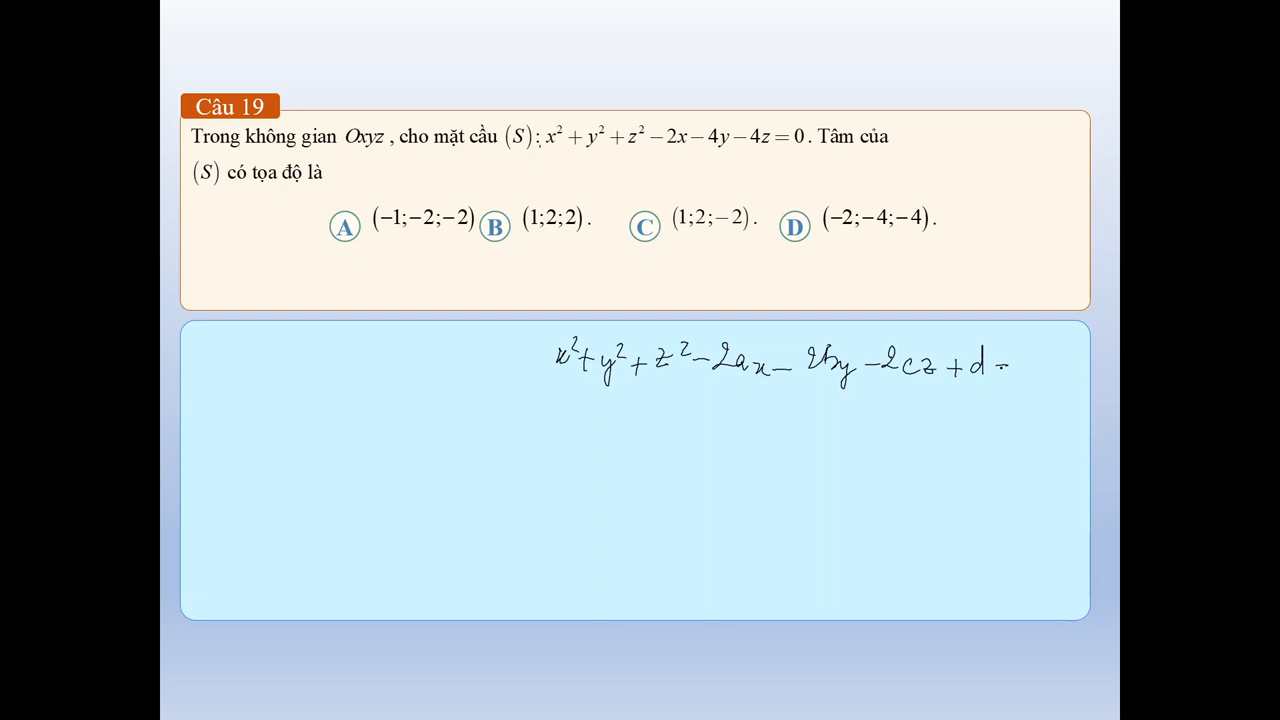 Câu 19
Trong không gian Oxyz , cho mặt cầu (S): x² + y² + z² − 2x − 4y − 4z = 0. Tâm của
(S) có tọa độ là
A (−1;−2;−2) B (1;2;2). C (1;2;−2). D (−2;−4;−4).
x² + y² + z² − 2ax − 2by − 2cz + d =